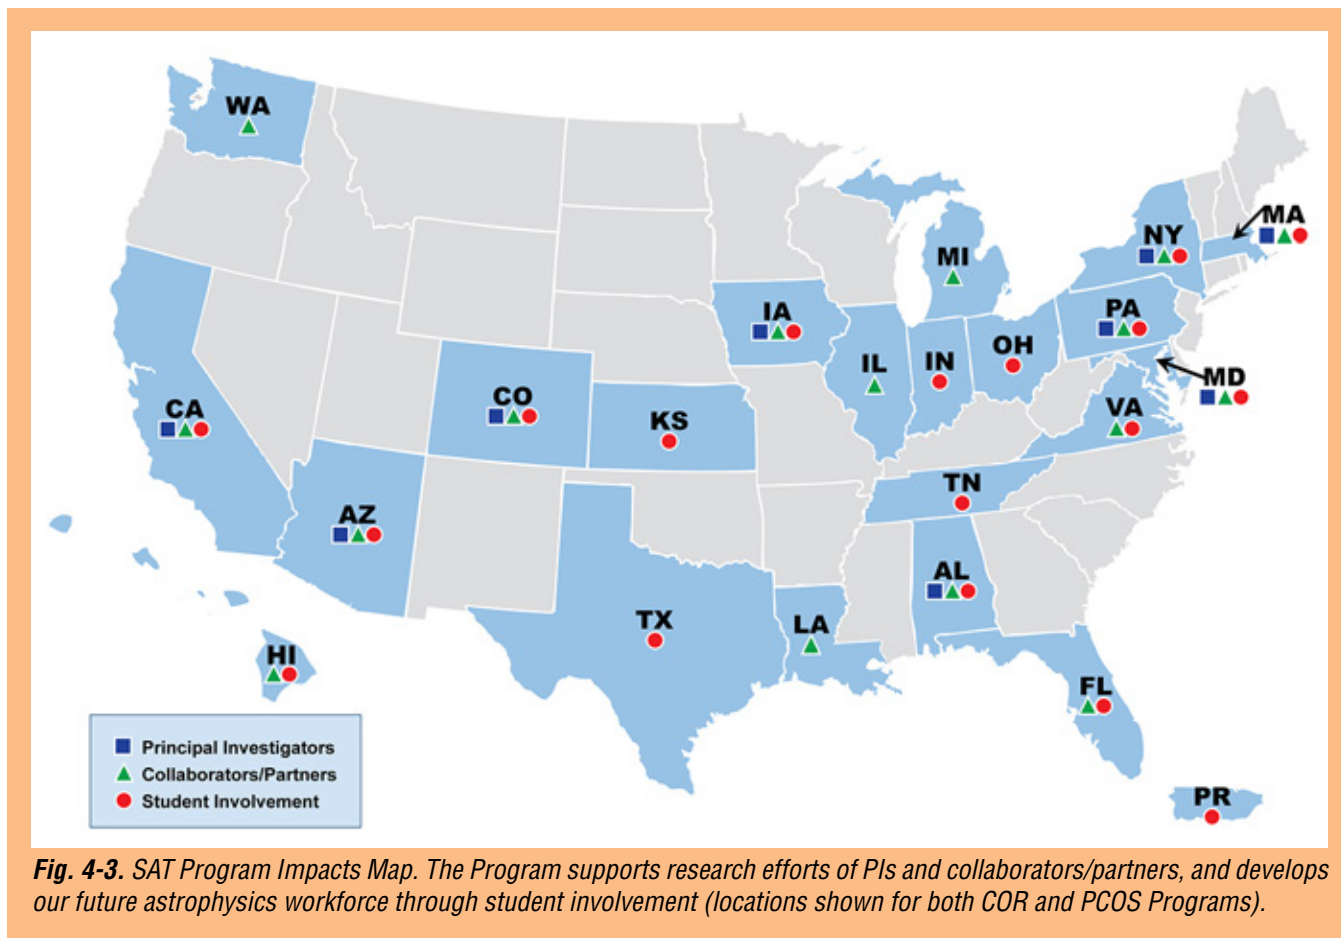 WA
MA
NY
MI
PA
IA
OH
IN
IL
MD
CO
CA
VA
KS
TN
AZ
AL
TX
LA
HI
FL
Principal Investigators
Collaborators/Partners
Student Involvement
PR
Fig. 4-3. SAT Program Impacts Map. The Program supports research efforts of PIs and collaborators/partners, and develops
our future astrophysics workforce through student involvement (locations shown for both COR and PCOS Programs).